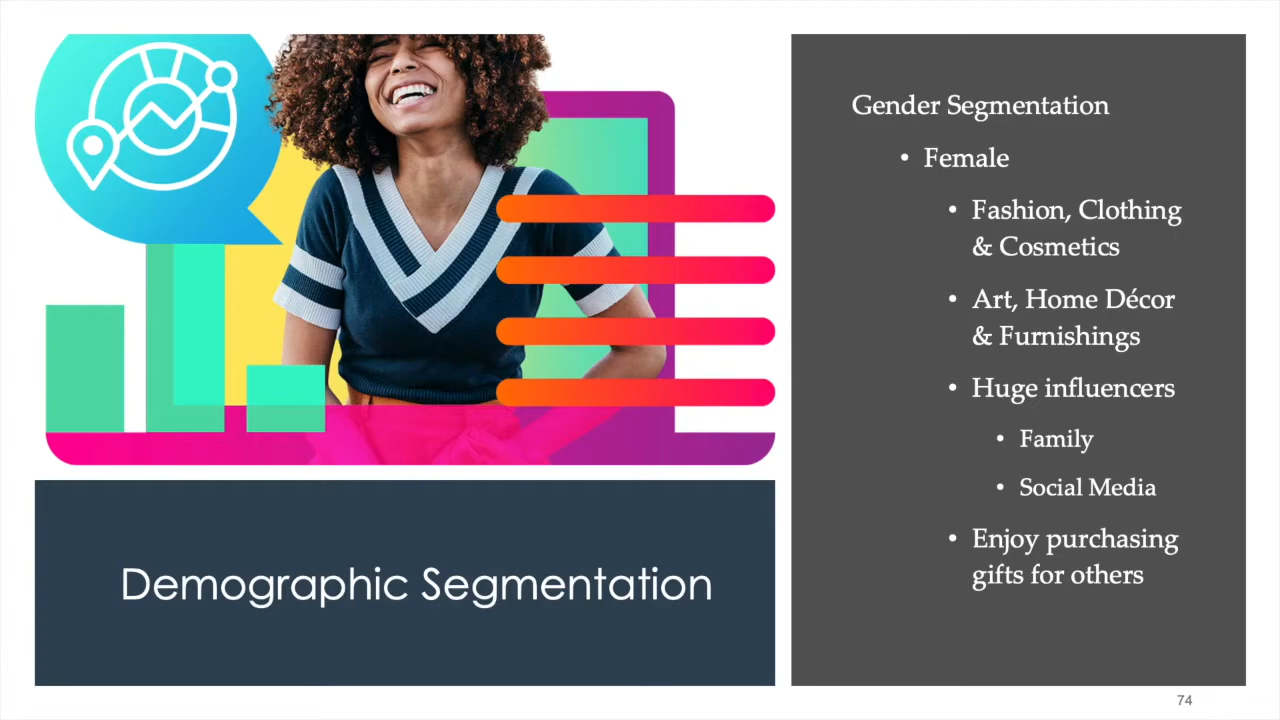 Demographic Segmentation
Gender Segmentation
• Female
• Fashion, Clothing
& Cosmetics
• Art, Home Décor
& Furnishings
• Huge influencers
• Family
• Social Media
• Enjoy purchasing
gifts for others
74